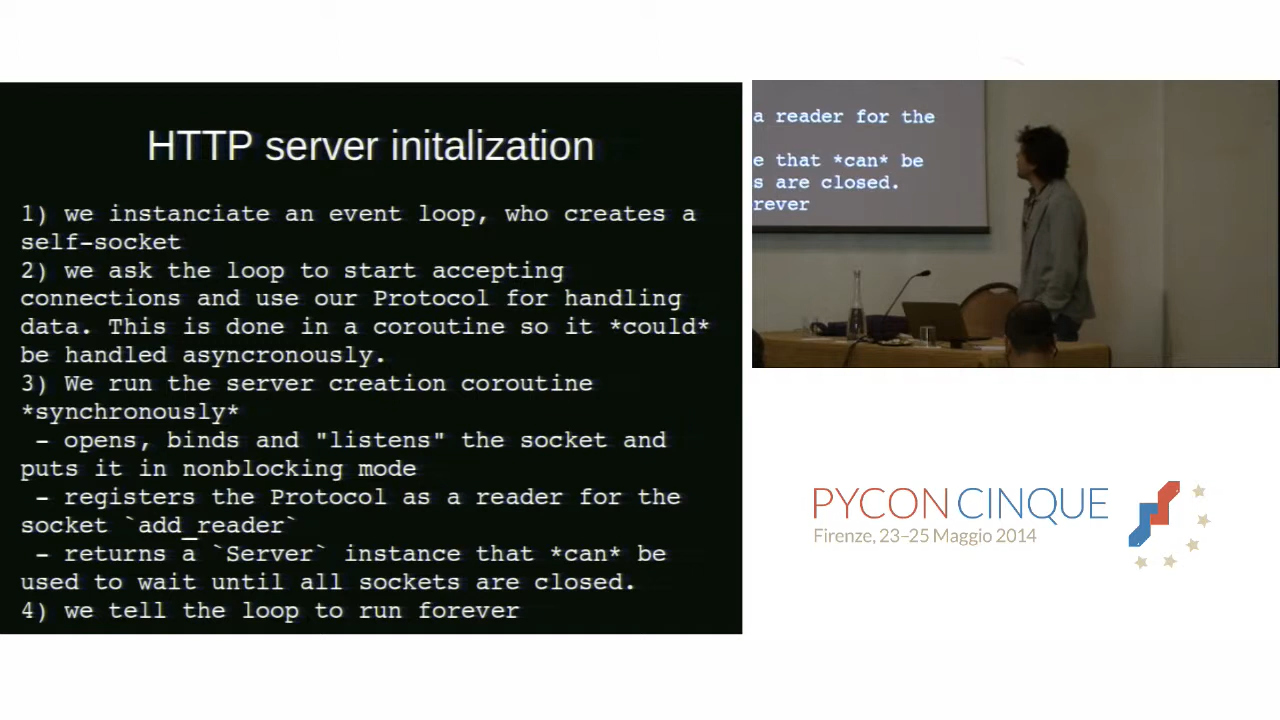 HTTP server initalization
1) we instanciate an event loop, who creates a
self-socket
2) we ask the loop to start accepting
connections and use our Protocol for handling
data. This is done in a coroutine so it *could*
be handled asyncronously.
3) We run the server creation coroutine
*synchronously*
- opens, binds and "listens" the socket and
puts it in nonblocking mode
- registers the Protocol as a reader for the
socket `add_reader`
- returns a `Server` instance that *can* be
used to wait until all sockets are closed.
4) we tell the loop to run forever
a reader for the
e that *can* be
s are closed.
rever
PYCON CINQUE
Firenze, 23–25 Maggio 2014